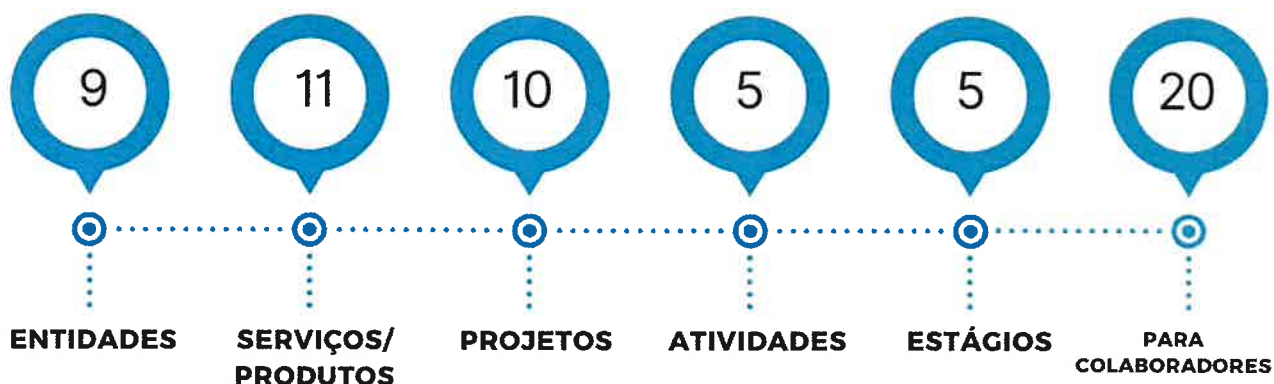 9
11
10
5
5
20
ENTIDADES
SERVIÇOS/
PRODUTOS
PROJETOS
ATIVIDADES
ESTÁGIOS
PARA
COLABORADORES